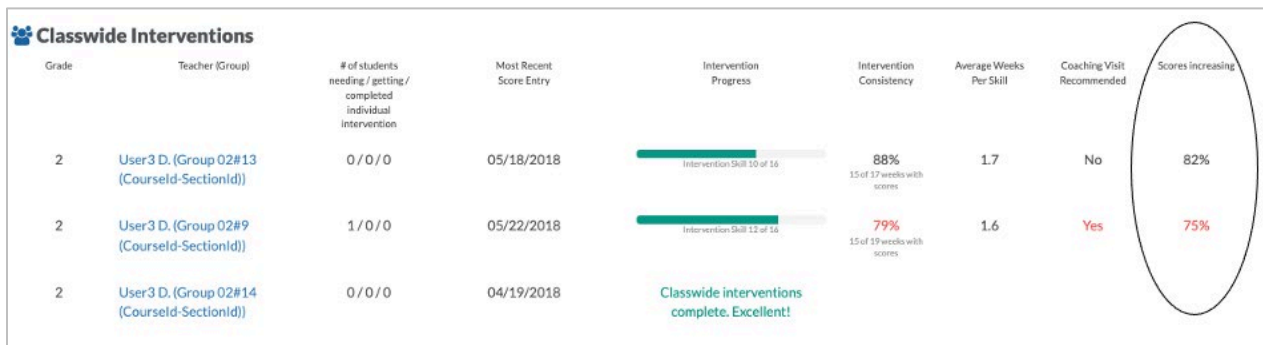 Classwide Interventions
Grade
Teacher (Group)
# of students
needing / getting /
completed
individual
intervention
Most Recent
Score Entry
Intervention
Progress
Intervention
Consistency
Average Weeks
Per Skill
Coaching Visit
Recommended
Scores increasing
2
User3 D. (Group 02#13
(CourseId-SectionId))
0 / 0 / 0
05/18/2018
Intervention Skill 10 of 16
88%
15 of 17 weeks with
scores
1.7
No
82%
2
User3 D. (Group 02#9
(CourseId-SectionId))
1 / 0 / 0
05/22/2018
Intervention Skill 12 of 16
79%
15 of 19 weeks with
scores
1.6
Yes
75%
2
User3 D. (Group 02#14
(CourseId-SectionId))
0 / 0 / 0
04/19/2018
Classwide interventions
complete. Excellent!